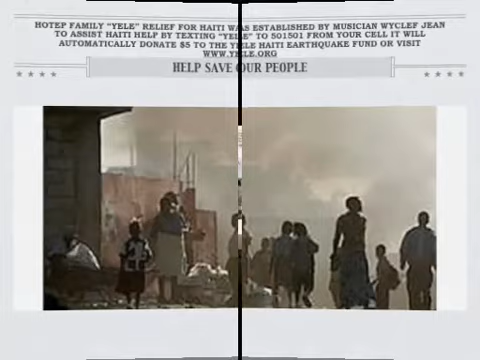 HOTEP FAMILY "YELE" RELIEF FOR HAITI WAS ESTABLISHED BY MUSICIAN WYCLEF JEAN
TO ASSIST HAITI HELP BY TEXTING "YELE" TO 501501 FROM YOUR CELL IT WILL
AUTOMATICALLY DONATE $5 TO THE YELE HAITI EARTHQUAKE FUND OR VISIT
WWW.YELE.ORG
HELP SAVE OUR PEOPLE